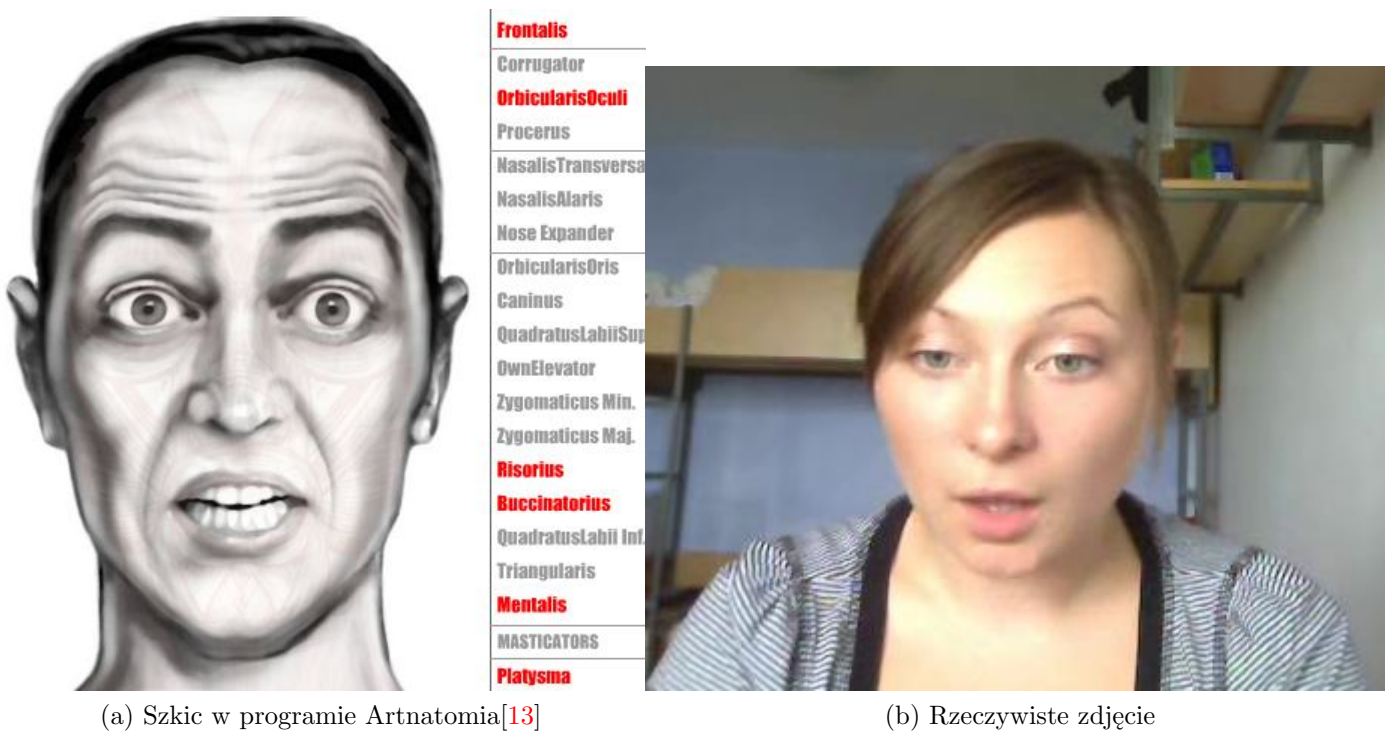 Frontalis
Corrugator
OrbicularisOculi
Procerus
NasalisTransversa
NasalisAlaris
Nose Expander
OrbicularisOris
Caninus
QuadratusLabiiSup
OwnElevator
Zygomaticus Min.
Zygomaticus Maj.
Risorius
Buccinatorius
QuadratusLabii Inf.
Triangularis
Mentalis
MASTICATORS
Platysma
(a) Szkic w programie Artnatomia[13]
(b) Rzeczywiste zdjęcie